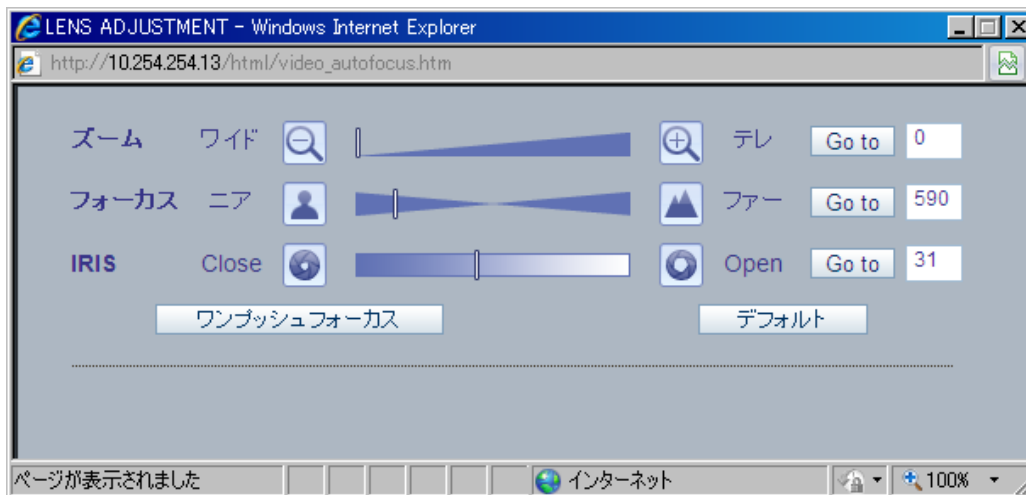 LENS ADJUSTMENT - Windows Internet Explorer
http://10.254.254.13/html/video_autofocus.htm
ズーム ワイド テレ Go to 0
フォーカス ニア ファー Go to 590
IRIS Close Open Go to 31
ワンプッシュフォーカス デフォルト
ページが表示されました インターネット 100%